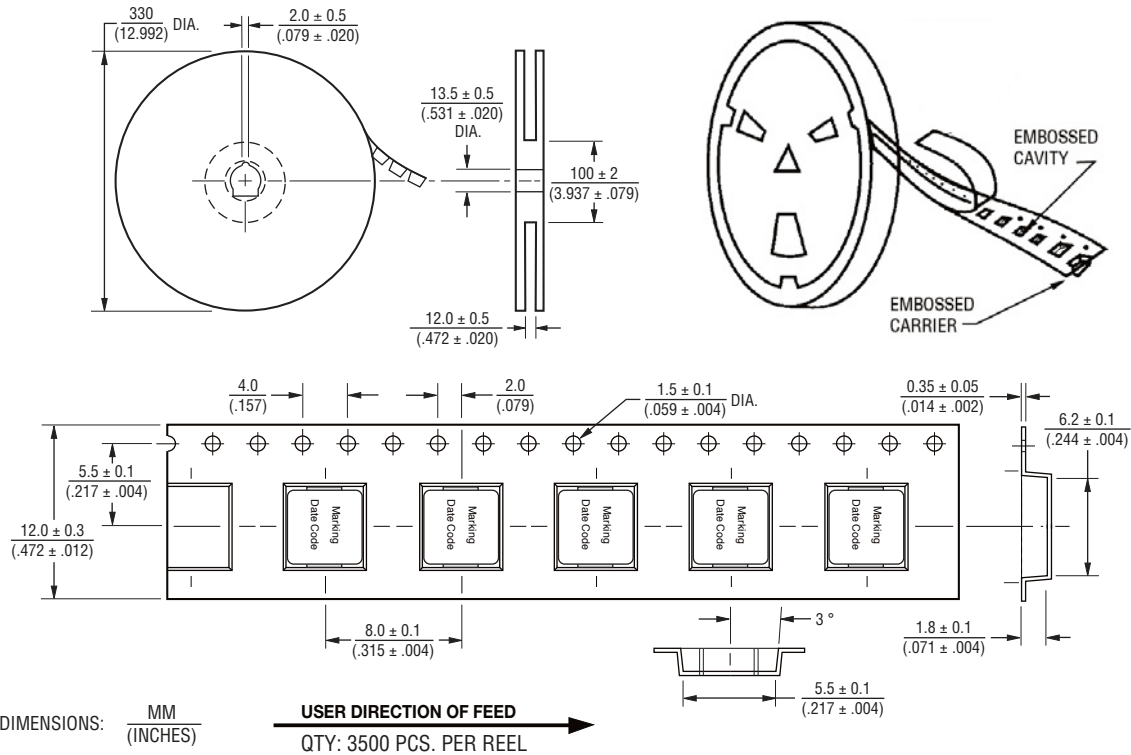 330
(12.992)
DIA.
2.0 ± 0.5
(.079 ± .020)
13.5 ± 0.5
(.531 ± .020)
DIA.
100 ± 2
(3.937 ± .079)
12.0 ± 0.5
(.472 ± .020)
EMBOSSED
CAVITY
EMBOSSED
CARRIER
4.0
(.157)
2.0
(.079)
1.5 ± 0.1
(.059 ± .004)
DIA.
0.35 ± 0.05
(.014 ± .002)
6.2 ± 0.1
(.244 ± .004)
5.5 ± 0.1
(.217 ± .004)
12.0 ± 0.3
(.472 ± .012)
Marking
Date Code
Marking
Date Code
Marking
Date Code
Marking
Date Code
Marking
Date Code
8.0 ± 0.1
(.315 ± .004)
3 °
1.8 ± 0.1
(.071 ± .004)
5.5 ± 0.1
(.217 ± .004)
DIMENSIONS:
MM
(INCHES)
USER DIRECTION OF FEED
QTY: 3500 PCS. PER REEL